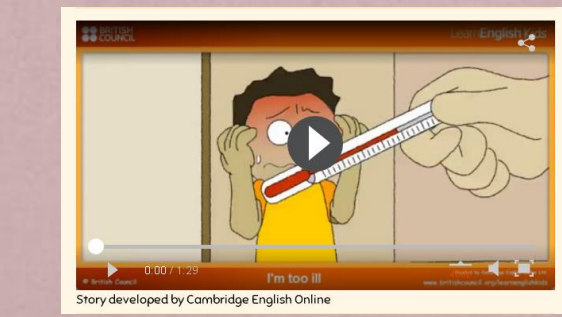 BRITISH
COUNCIL
LearnEnglish kids
0:00 / 1:29
© British Council
I'm too ill
www.britishcouncil.org/learnenglishkids
Story developed by Cambridge English Online